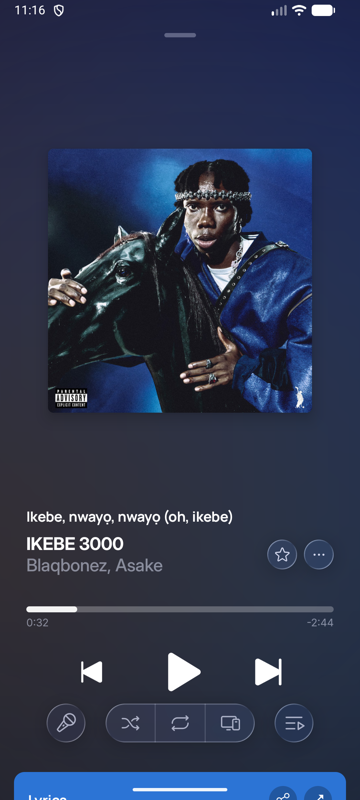 11:16
PARENTAL
ADVISORY
EXPLICIT CONTENT
Ikebe, nwayọ, nwayọ (oh, ikebe)
IKEBE 3000
Blaqbonez, Asake
0:32
-2:44
Lyrics